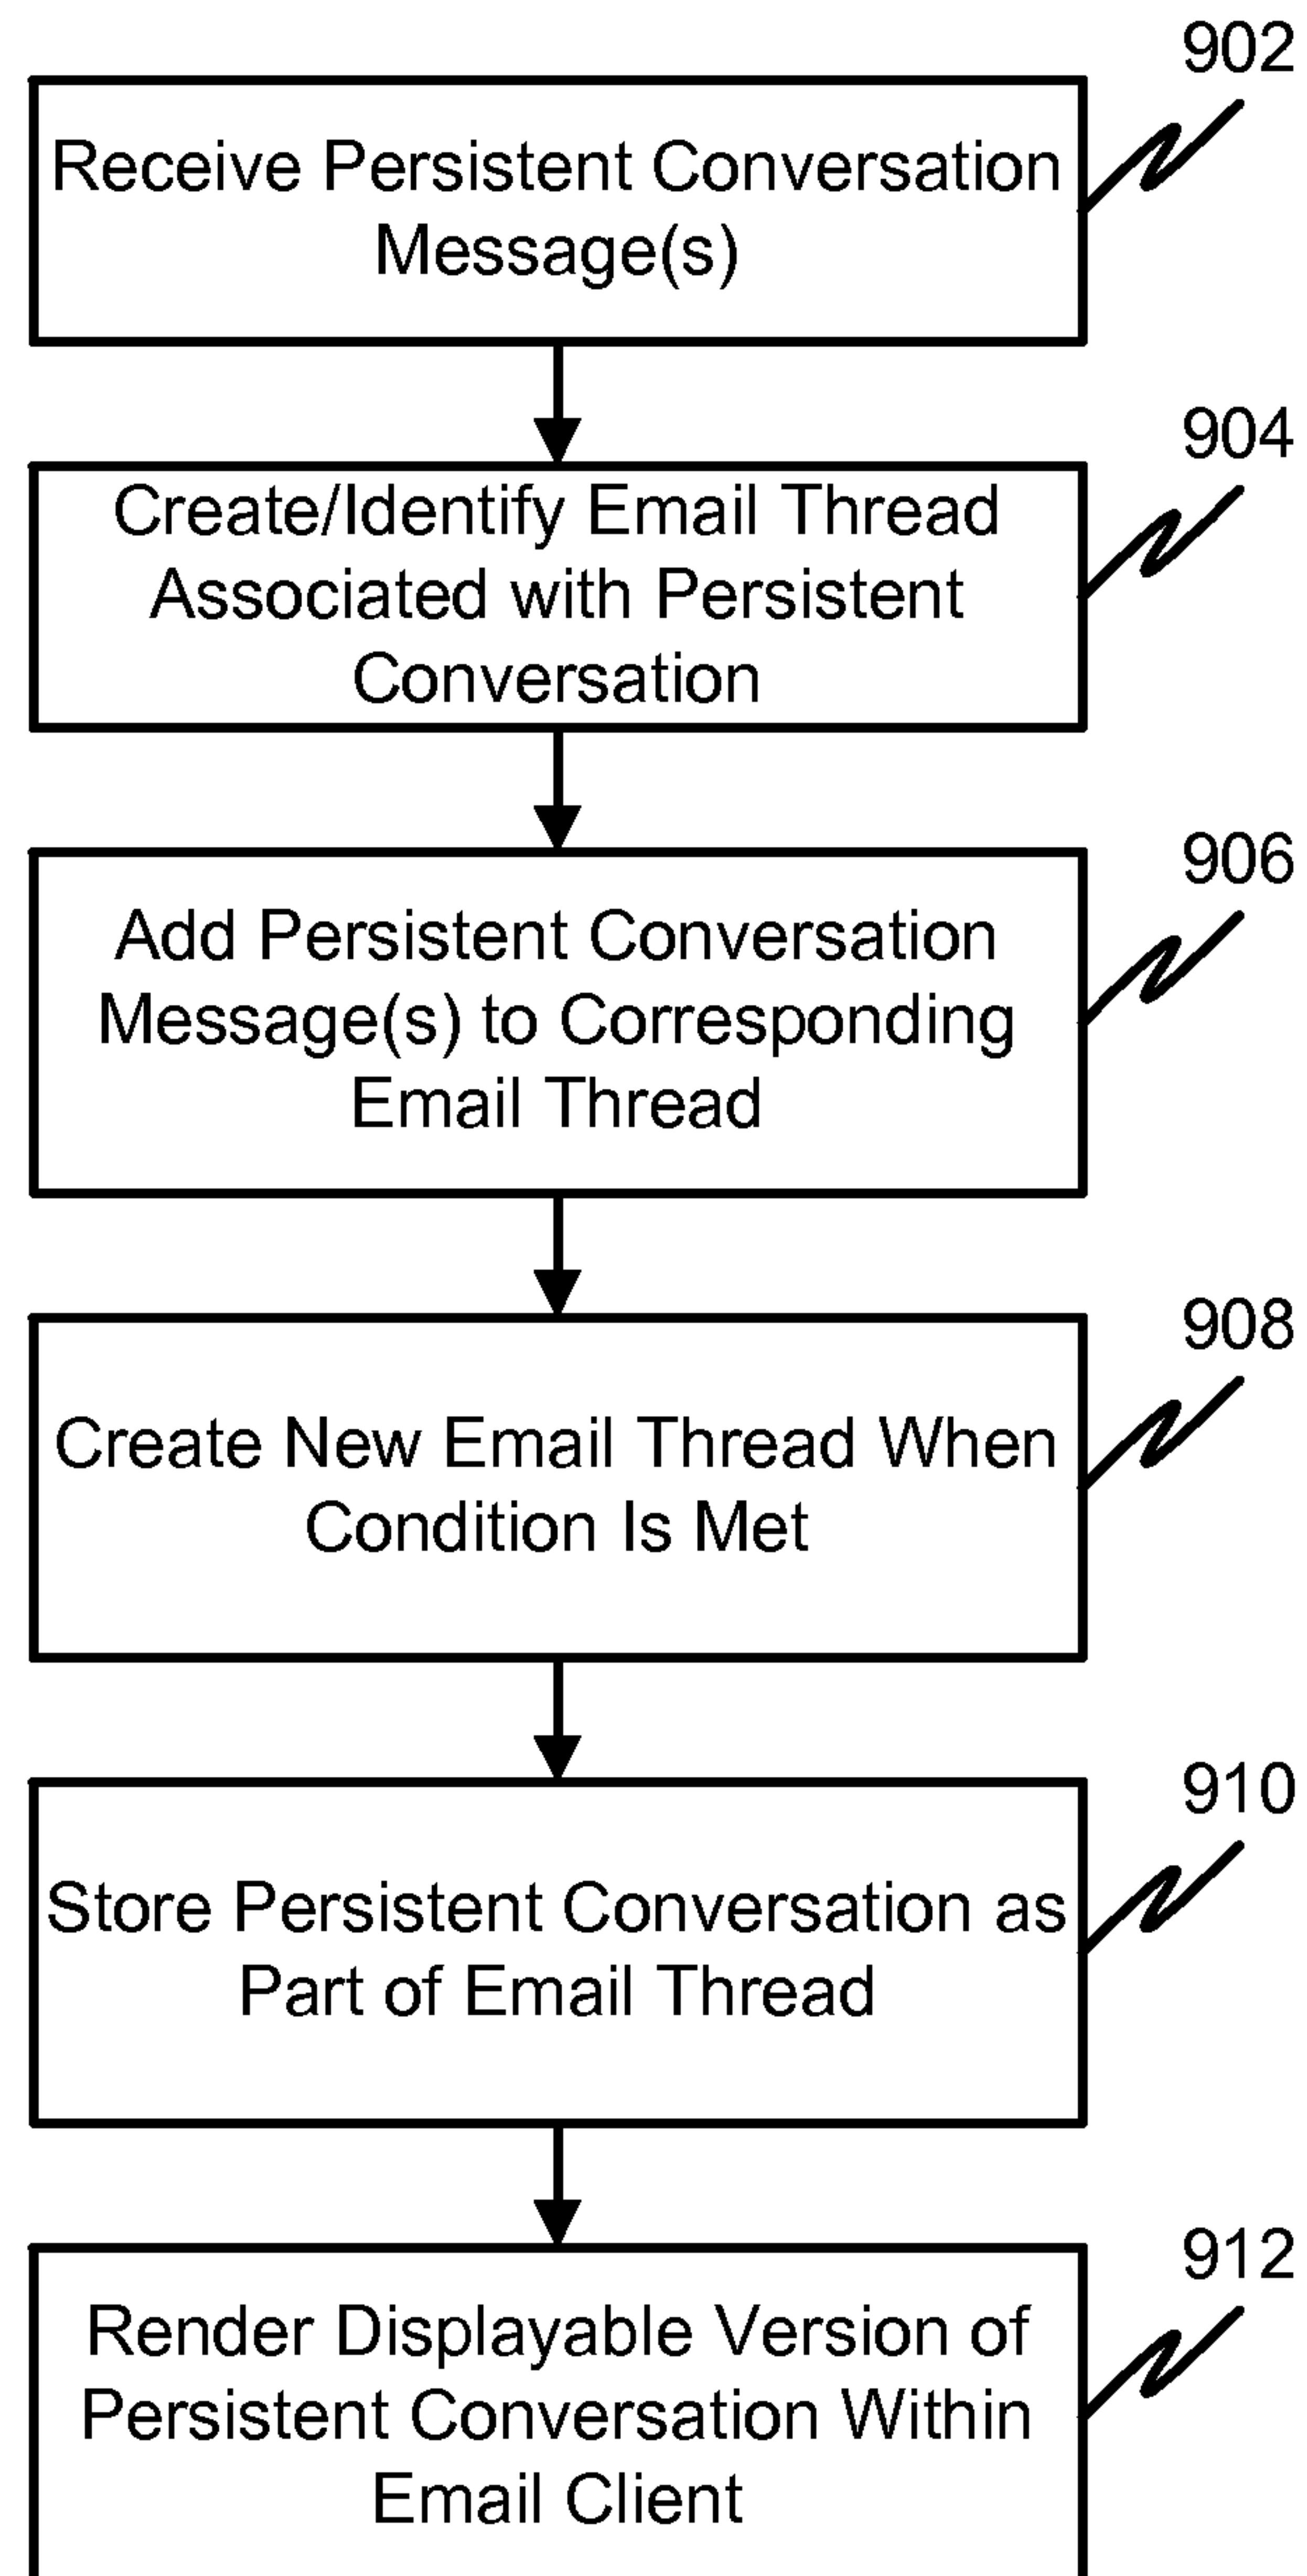 902
Receive Persistent Conversation
Message(s)
904
Create/Identify Email Thread
Associated with Persistent
Conversation
906
Add Persistent Conversation
Message(s) to Corresponding
Email Thread
908
Create New Email Thread When
Condition Is Met
910
Store Persistent Conversation as
Part of Email Thread
912
Render Displayable Version of
Persistent Conversation Within
Email Client